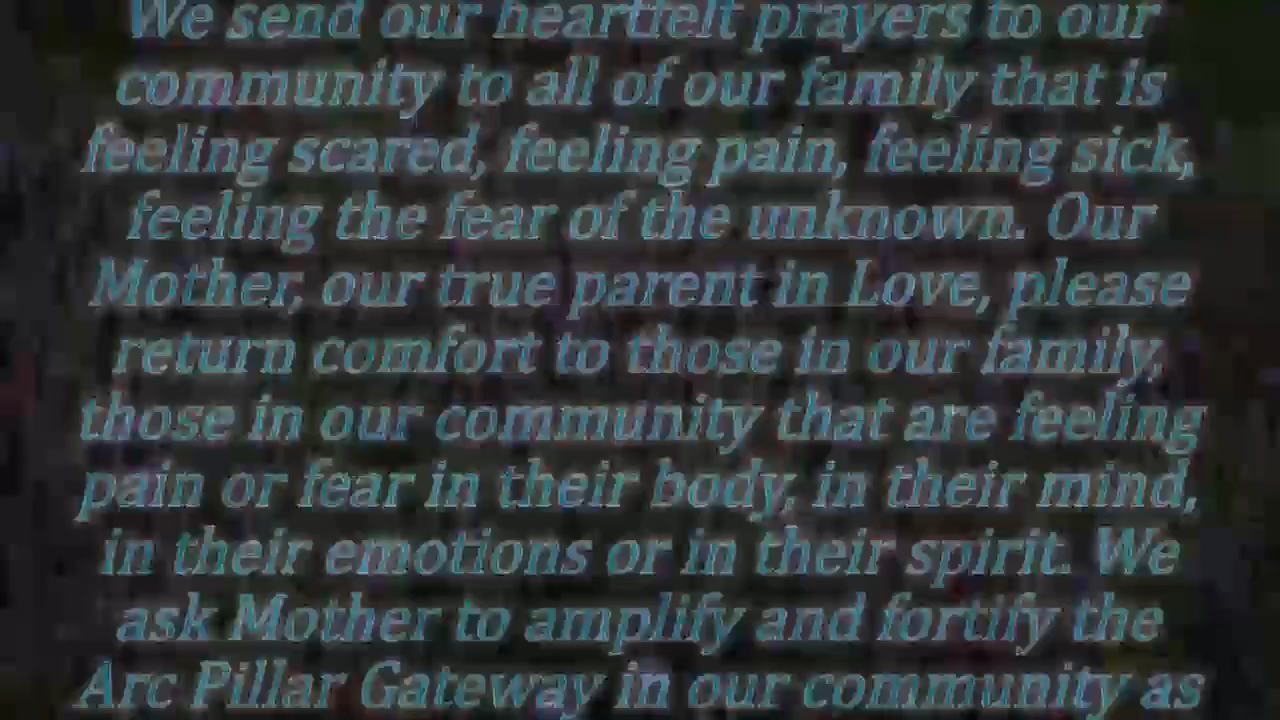 We send our heartfelt prayers to our
community to all of our family that is
feeling scared, feeling pain, feeling sick,
feeling the fear of the unknown. Our
Mother, our true parent in Love, please
return comfort to those in our family,
those in our community that are feeling
pain or fear in their body, in their mind,
in their emotions or in their spirit. We
ask Mother to amplify and fortify the
Arc Pillar Gateway in our community as